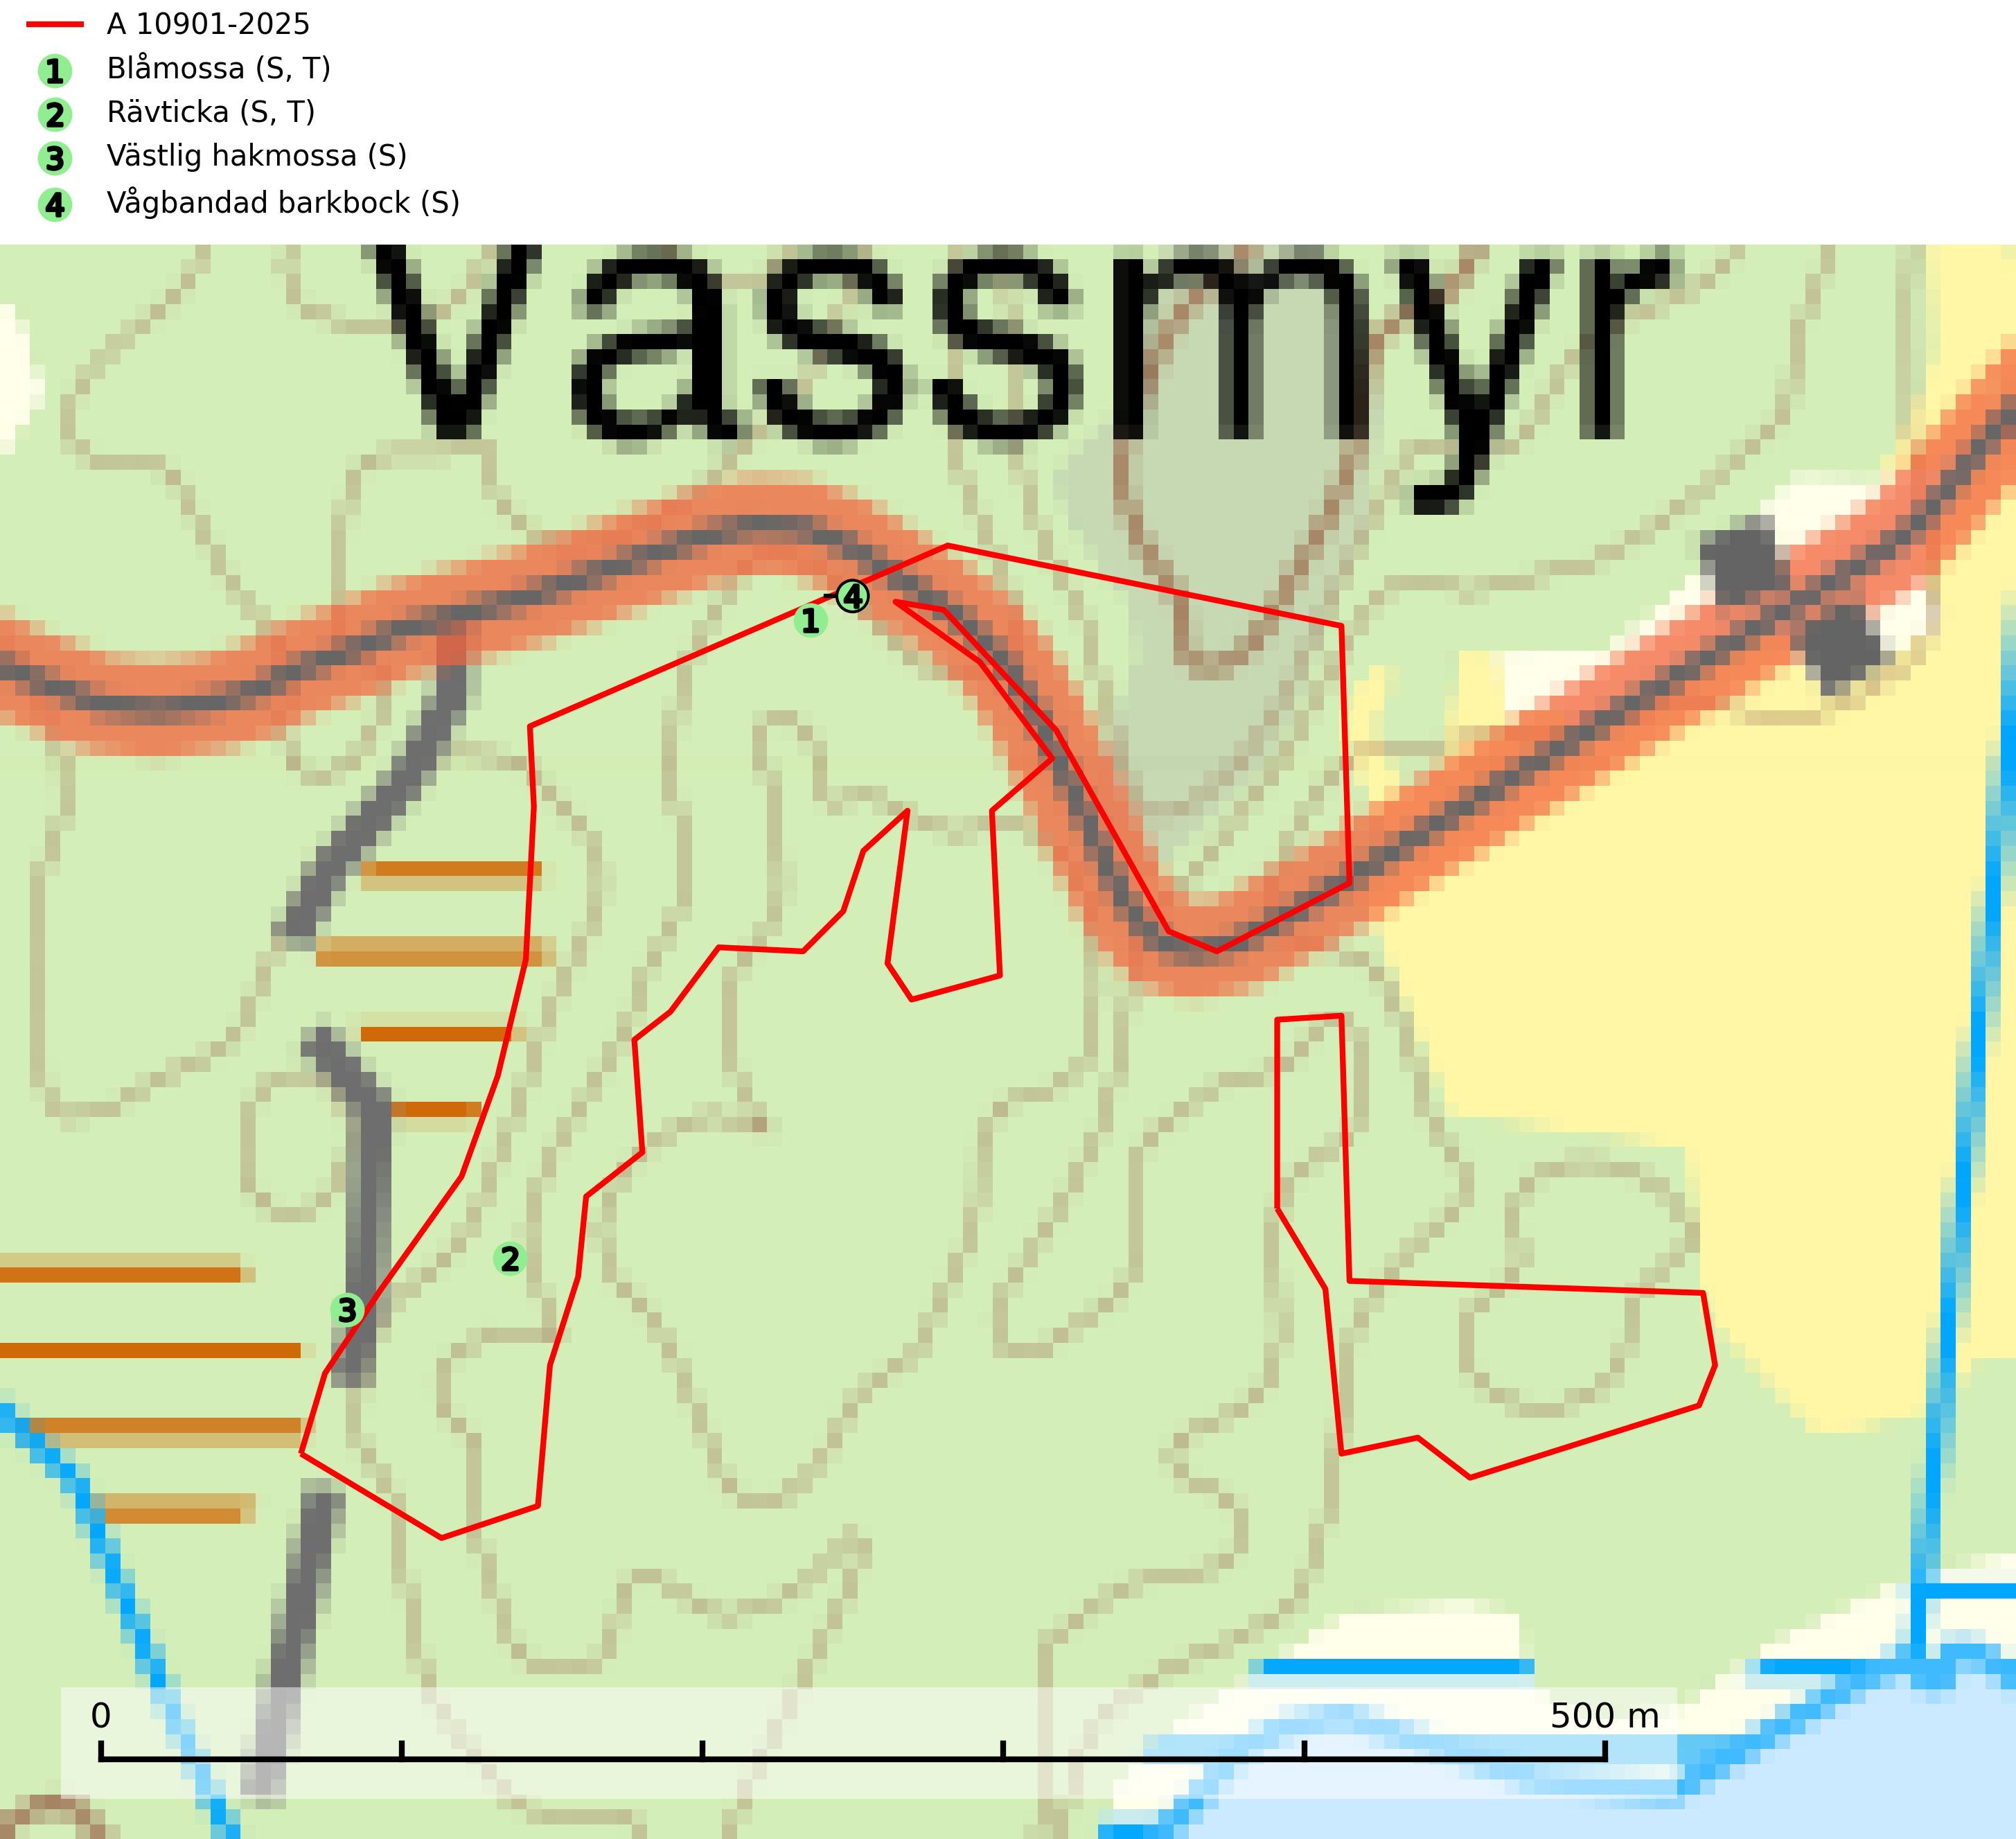 A 10901-2025
1 Blåmossa (S, T)
2 Rävticka (S, T)
3 Västlig hakmossa (S)
4 Vågbandad barkbock (S)
Vassmyr
4
1
2
3
0 500 m